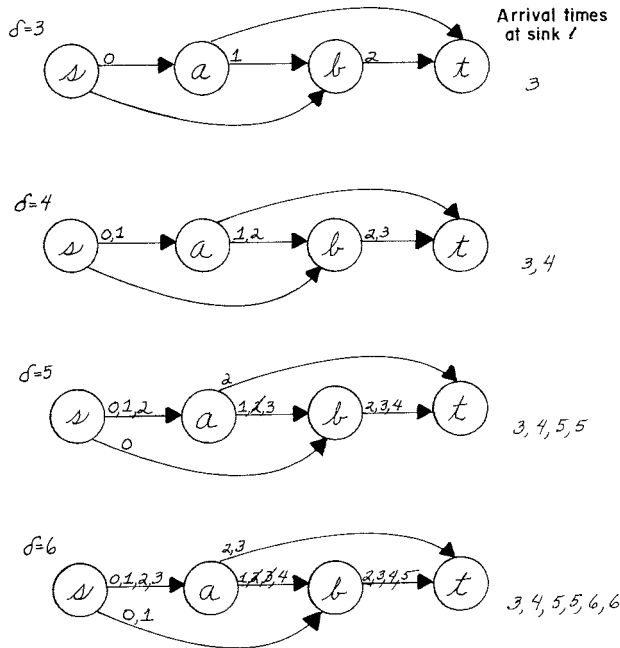 Arrival times
at sink t
δ=3
s 0 a 1 b 2 t
3
δ=4
s 0,1 a 1,2 b 2,3 t
3, 4
δ=5
2
s 0,1,2 a 1,2,3 b 2,3,4 t
0
3, 4, 5, 5
δ=6
2,3
s 0,1,2,3 a 1,2,3,4 b 2,3,4,5 t
0,1
3, 4, 5, 5, 6, 6